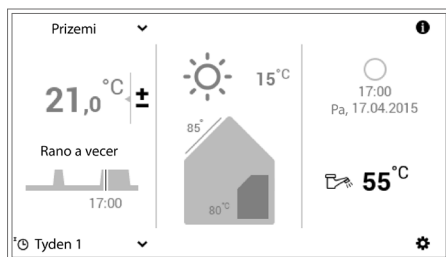 Prizemi
21,0 °C ±
Rano a vecer
17:00
Tyden 1
15°C
85°
80°C
17:00
Pa, 17.04.2015
55°C